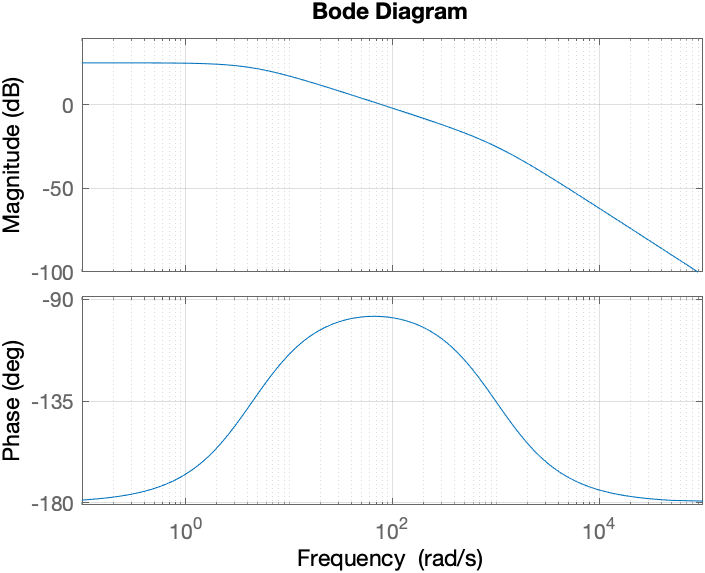 Bode Diagram
Magnitude (dB)
0
-50
-100
Phase (deg)
-90
-135
-180
10^0
10^2
10^4
Frequency (rad/s)